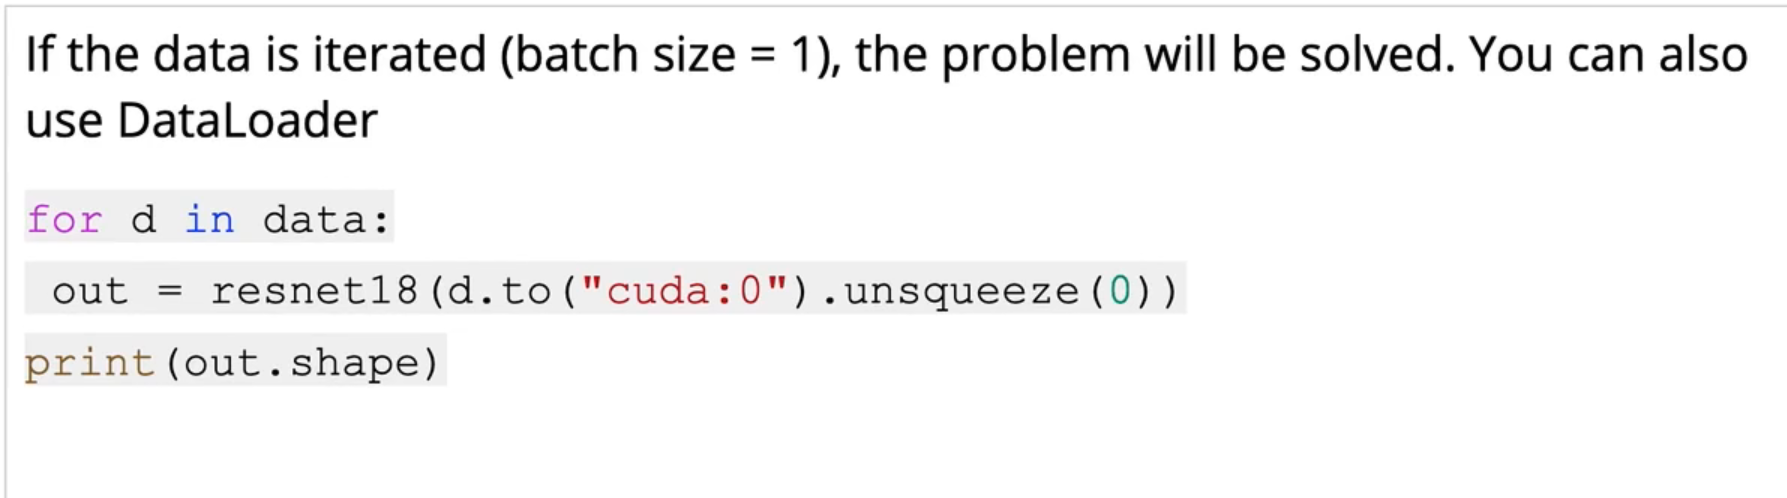 If the data is iterated (batch size = 1), the problem will be solved. You can also
use DataLoader
for d in data:
 out = resnet18(d.to("cuda:0").unsqueeze(0))
print(out.shape)